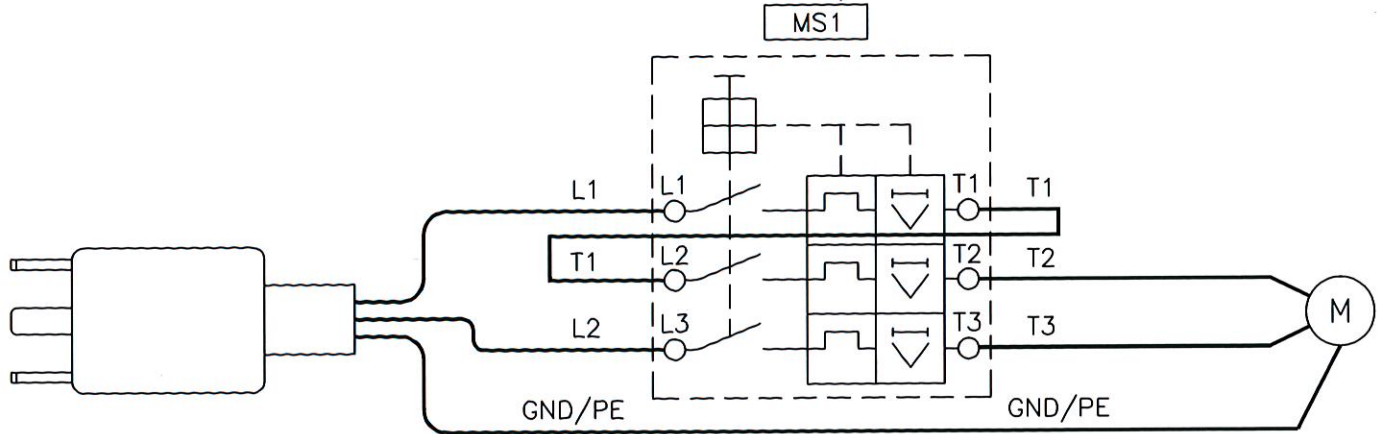 MS1
L1 L1 T1 T1
T1 L2 T2 T2
L2 L3 T3 T3
M
GND/PE GND/PE